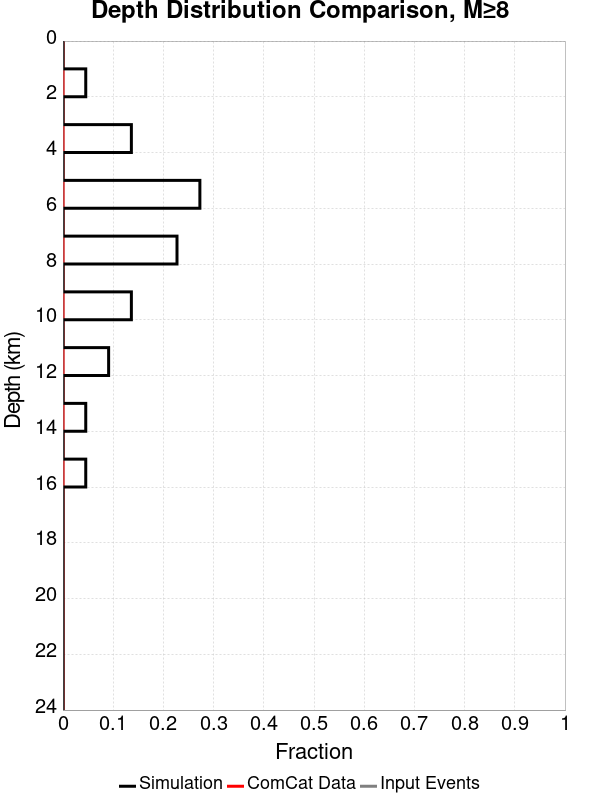 Depth Distribution Comparison, M≥8
0
2
4
6
8
10
12
14
16
18
20
22
24
Depth (km)
0 0.1 0.2 0.3 0.4 0.5 0.6 0.7 0.8 0.9 1
Fraction
Simulation ComCat Data Input Events